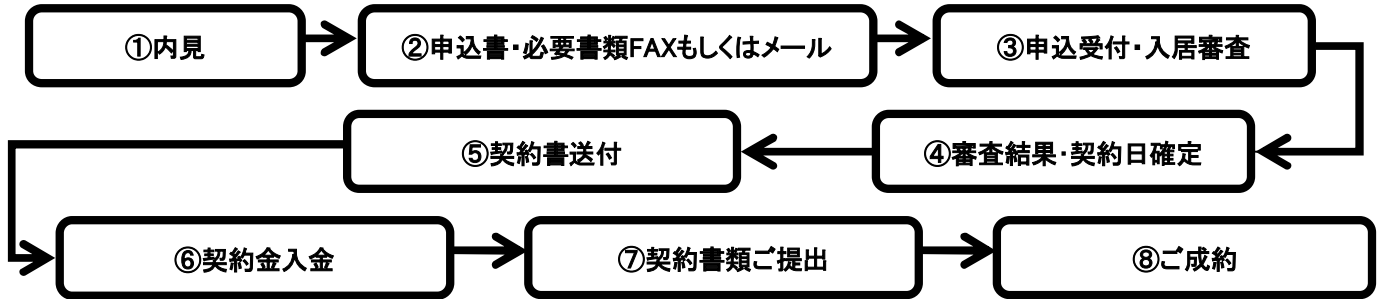 ①内見
②申込書・必要書類FAXもしくはメール
③申込受付・入居審査
④審査結果・契約日確定
⑤契約書送付
⑥契約金入金
⑦契約書類ご提出
⑧ご成約